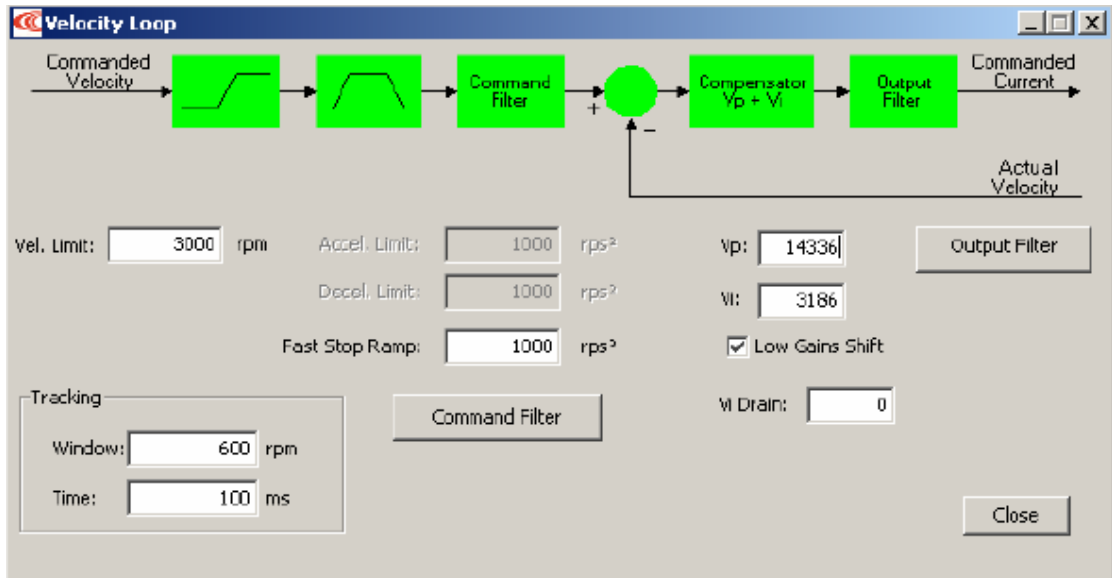 Velocity Loop
Commanded Velocity
Command Filter
Compensator Vp + Vi
Output Filter
Commanded Current
+
−
Actual Velocity
Vel. Limit: 3000 rpm
Accel. Limit: 1000 rps²
Vp: 14336
Output Filter
Decel. Limit: 1000 rps²
Vi: 3186
Fast Stop Ramp: 1000 rps²
Low Gains Shift
Tracking
Command Filter
Vi Drain: 0
Window: 600 rpm
Time: 100 ms
Close